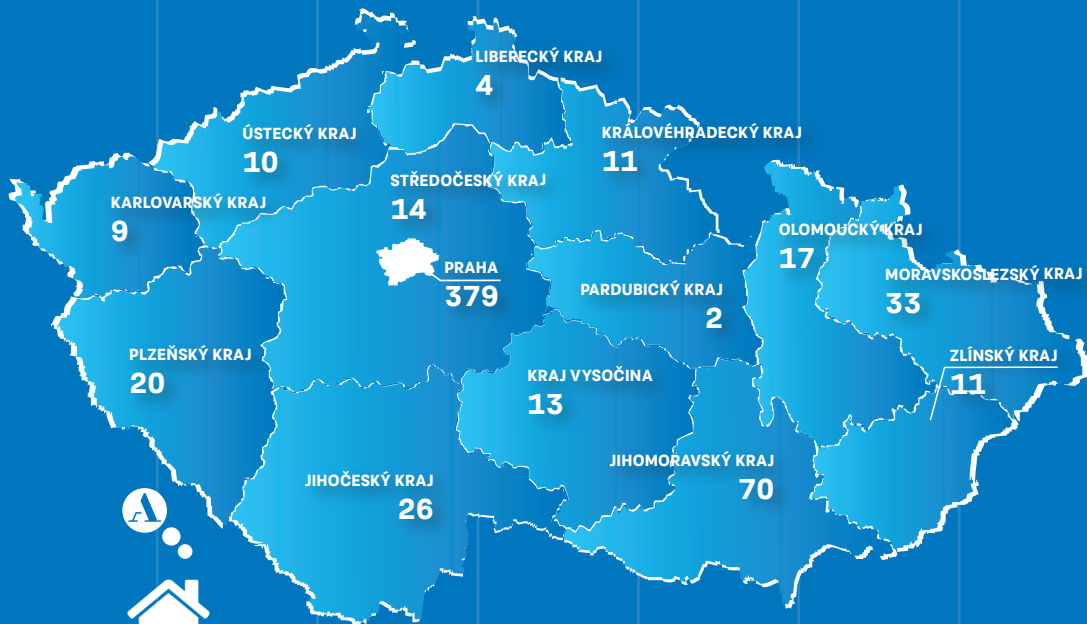 LIBERECKÝ KRAJ
4
ÚSTECKÝ KRAJ
10
KRÁLOVÉHRADECKÝ KRAJ
11
STŘEDOČESKÝ KRAJ
14
KARLOVARSKÝ KRAJ
9
OLOMOUCKÝ KRAJ
17
PRAHA
379
MORAVSKOSLEZSKÝ KRAJ
33
PARDUBICKÝ KRAJ
2
PLZEŇSKÝ KRAJ
20
ZLÍNSKÝ KRAJ
11
KRAJ VYSOČINA
13
JIHOMORAVSKÝ KRAJ
70
JIHOČESKÝ KRAJ
26
A